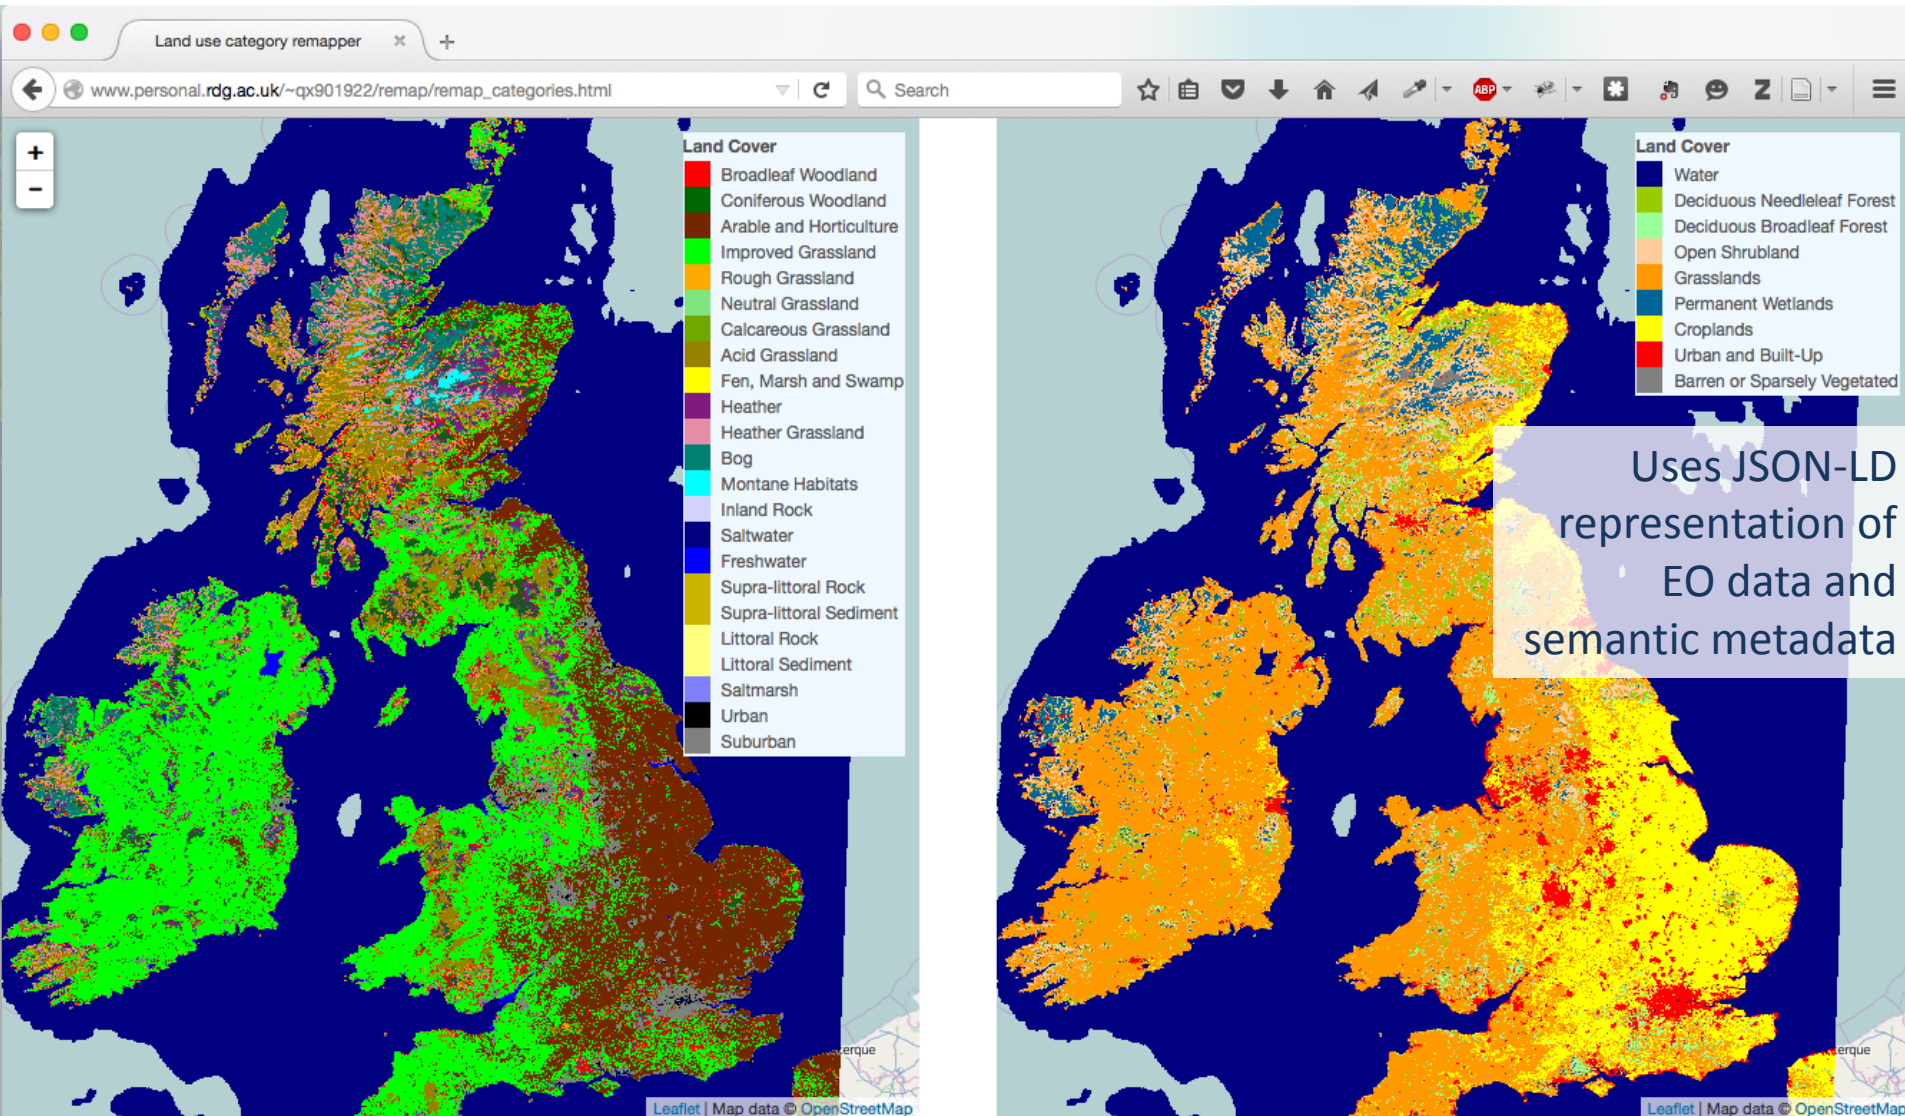 Land use category remapper
www.personal.rdg.ac.uk/~qx901922/remap/remap_categories.html
Search
ABP
Z
+
−
Land Cover
Broadleaf Woodland
Coniferous Woodland
Arable and Horticulture
Improved Grassland
Rough Grassland
Neutral Grassland
Calcareous Grassland
Acid Grassland
Fen, Marsh and Swamp
Heather
Heather Grassland
Bog
Montane Habitats
Inland Rock
Saltwater
Freshwater
Supra-littoral Rock
Supra-littoral Sediment
Littoral Rock
Littoral Sediment
Saltmarsh
Urban
Suburban
erque
Leaflet | Map data © OpenStreetMap
Land Cover
Water
Deciduous Needleleaf Forest
Deciduous Broadleaf Forest
Open Shrubland
Grasslands
Permanent Wetlands
Croplands
Urban and Built-Up
Barren or Sparsely Vegetated
Uses JSON-LD
representation of
EO data and
semantic metadata
erque
Leaflet | Map data © OpenStreetMap